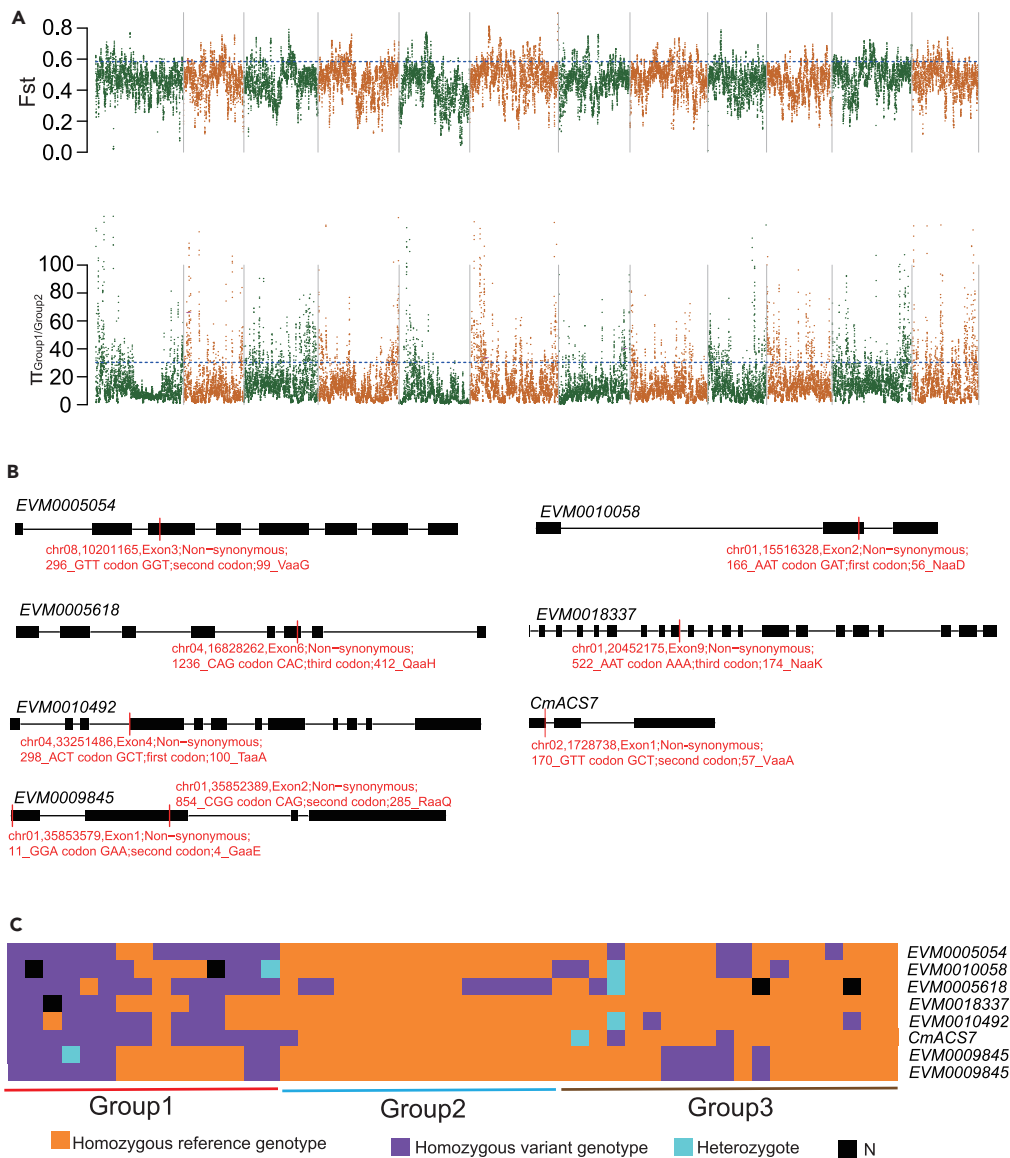 A
0.8
0.6
0.4
0.2
0.0
Fst
100
80
60
40
20
0
πGroup1/Group2
B
EVM0005054
chr08,10201165,Exon3;Non−synonymous;
296_GTT codon GGT;second codon;99_VaaG
EVM0010058
chr01,15516328,Exon2;Non−synonymous;
166_AAT codon GAT;first codon;56_NaaD
EVM0005618
chr04,16828262,Exon6;Non−synonymous;
1236_CAG codon CAC;third codon;412_QaaH
EVM0018337
chr01,20452175,Exon9;Non−synonymous;
522_AAT codon AAA;third codon;174_NaaK
EVM0010492
chr04,33251486,Exon4;Non−synonymous;
298_ACT codon GCT;first codon;100_TaaA
CmACS7
chr02,1728738,Exon1;Non−synonymous;
170_GTT codon GCT;second codon;57_VaaA
EVM0009845
chr01,35852389,Exon2;Non−synonymous;
854_CGG codon CAG;second codon;285_RaaQ
chr01,35853579,Exon1;Non−synonymous;
11_GGA codon GAA;second codon;4_GaaE
C
EVM0005054
EVM0010058
EVM0005618
EVM0018337
EVM0010492
CmACS7
EVM0009845
EVM0009845
Group1 Group2 Group3
Homozygous reference genotype Homozygous variant genotype Heterozygote N